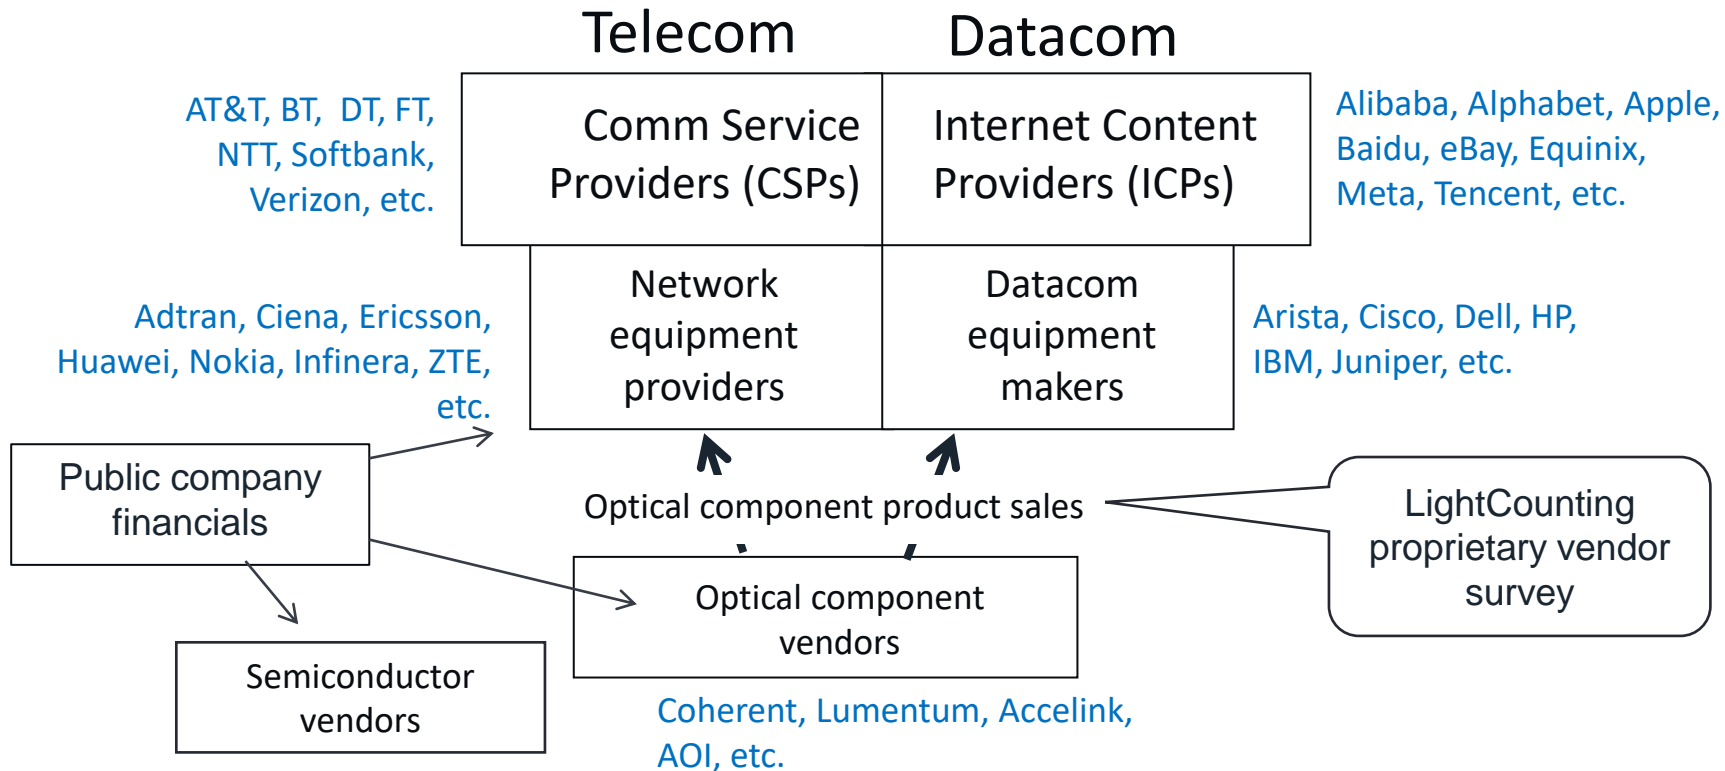 Telecom
Datacom
AT&T, BT, DT, FT,
NTT, Softbank,
Verizon, etc.
Comm Service
Providers (CSPs)
Internet Content
Providers (ICPs)
Alibaba, Alphabet, Apple,
Baidu, eBay, Equinix,
Meta, Tencent, etc.
Adtran, Ciena, Ericsson,
Huawei, Nokia, Infinera, ZTE,
etc.
Network
equipment
providers
Datacom
equipment
makers
Arista, Cisco, Dell, HP,
IBM, Juniper, etc.
Public company
financials
Optical component product sales
LightCounting
proprietary vendor
survey
Optical component
vendors
Semiconductor
vendors
Coherent, Lumentum, Accelink,
AOI, etc.